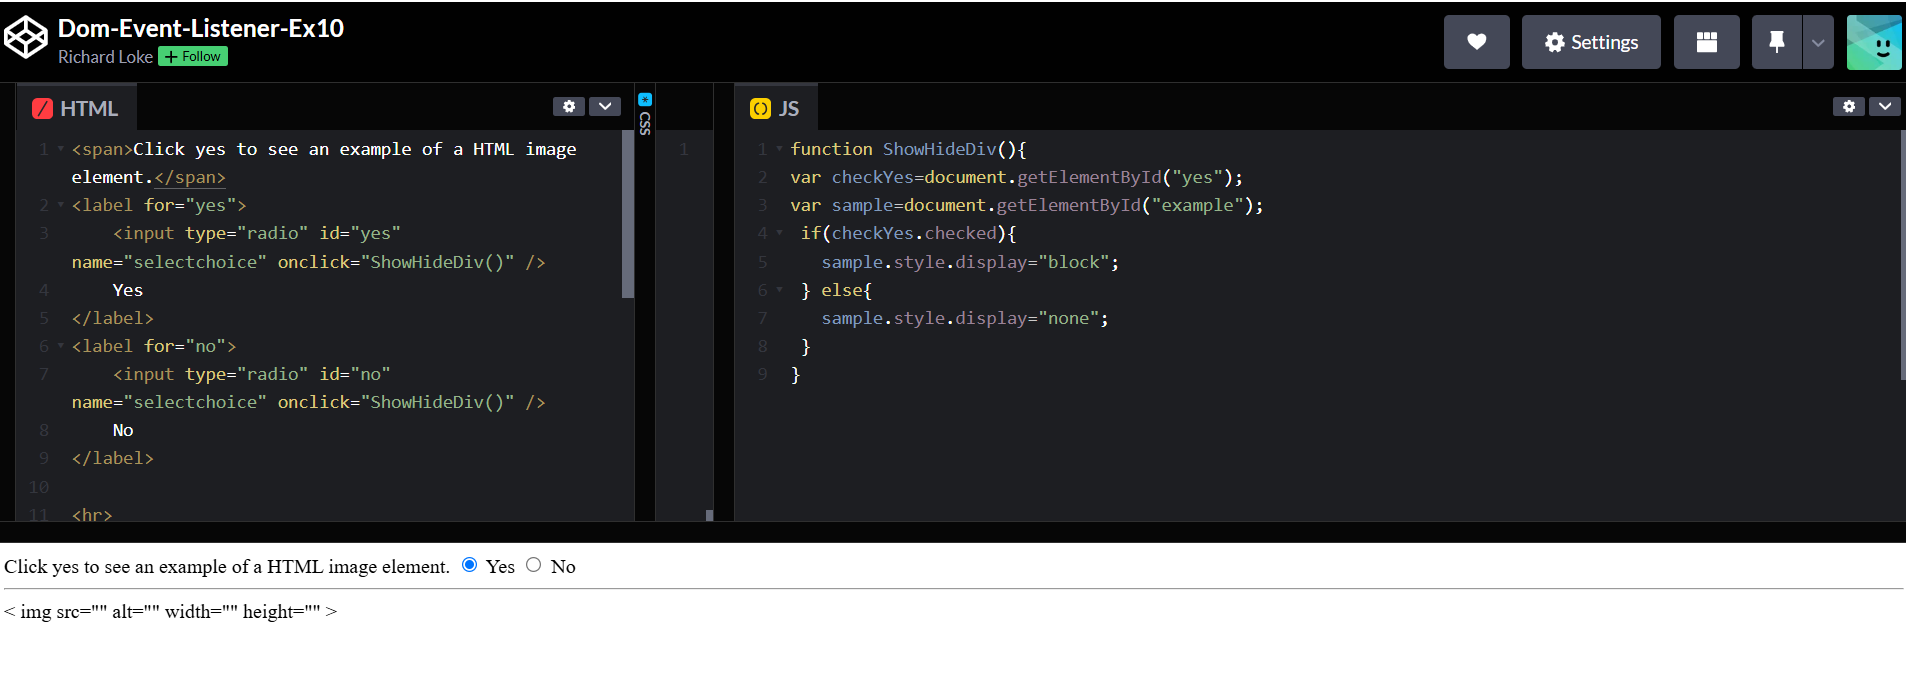 Dom-Event-Listener-Ex10
Richard Loke + Follow
Settings
HTML
CSS
JS
1 <span>Click yes to see an example of a HTML image
element.</span>
2 <label for="yes">
3 <input type="radio" id="yes"
name="selectchoice" onclick="ShowHideDiv()" />
4 Yes
5 </label>
6 <label for="no">
7 <input type="radio" id="no"
name="selectchoice" onclick="ShowHideDiv()" />
8 No
9 </label>
10
11 <hr>
1
1 function ShowHideDiv(){
2 var checkYes=document.getElementById("yes");
3 var sample=document.getElementById("example");
4 if(checkYes.checked){
5 sample.style.display="block";
6 } else{
7 sample.style.display="none";
8 }
9 }
Click yes to see an example of a HTML image element. Yes No
< img src="" alt="" width="" height="" >